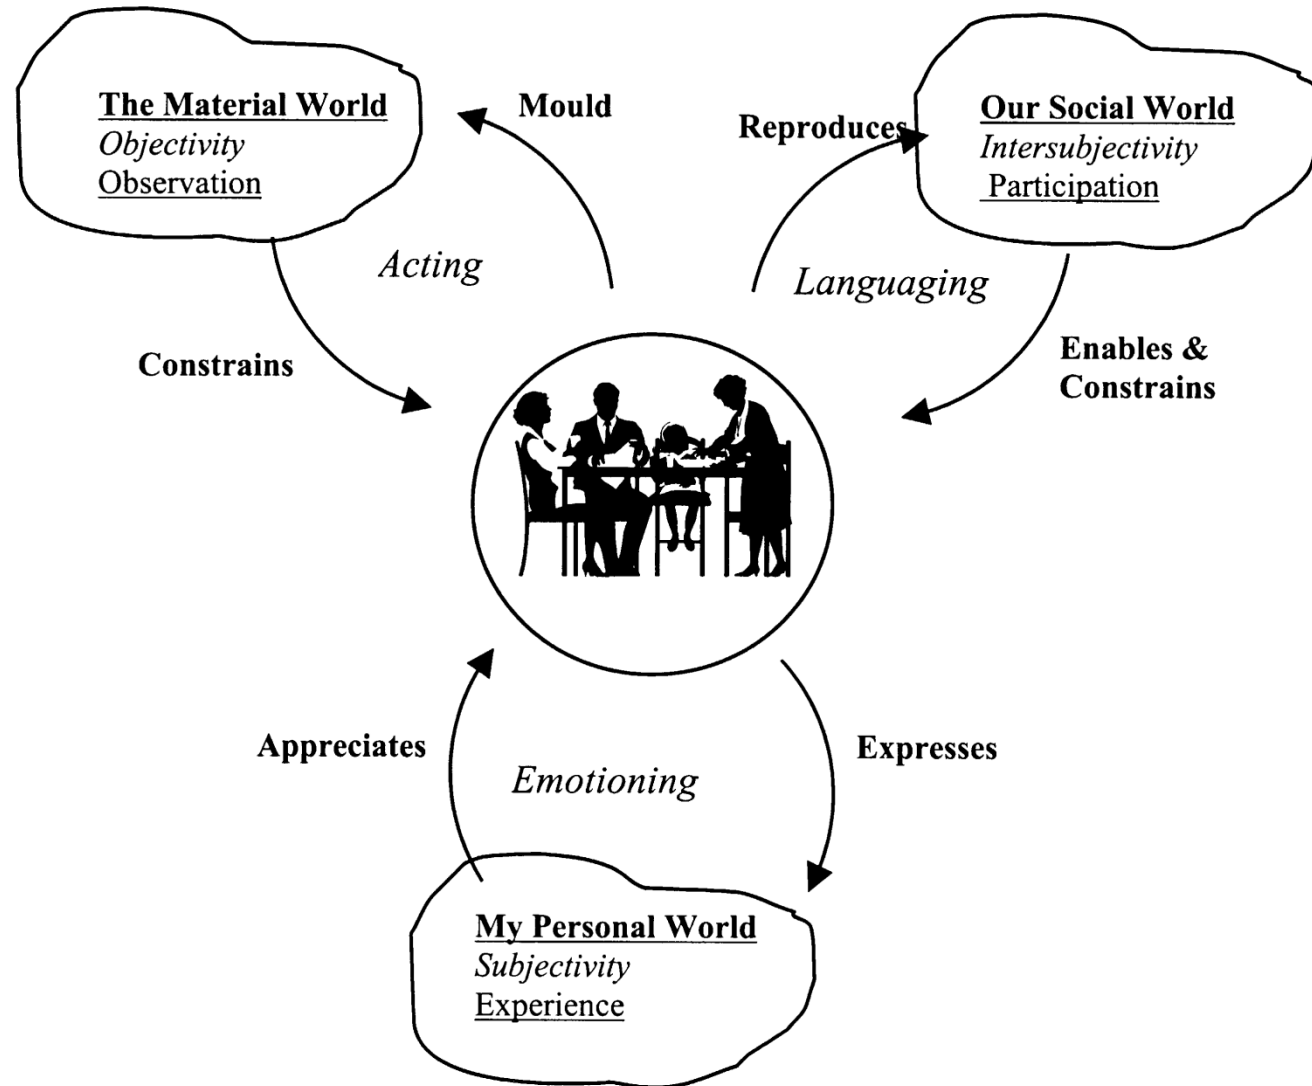 The Material World
Objectivity
Observation
Mould
Reproduces
Our Social World
Intersubjectivity
Participation
Acting
Languaging
Constrains
Enables &
Constrains
Appreciates
Emotioning
Expresses
My Personal World
Subjectivity
Experience